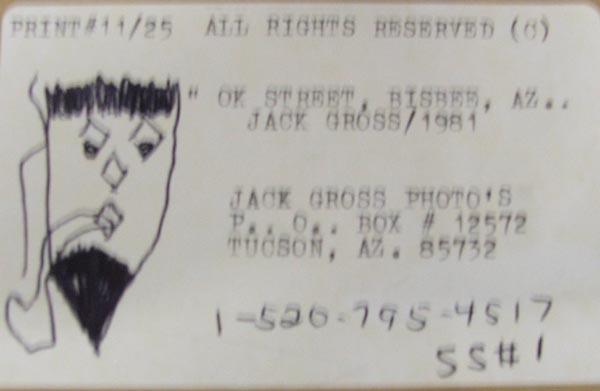 PRINT#11/25 ALL RIGHTS RESERVED (C)
" OK STREET, BISBEE, AZ..
JACK GROSS/1981
JACK GROSS PHOTO'S
P.. O.. BOX # 12572
TUCSON, AZ. 85732
1-520-795-4517
SS#1